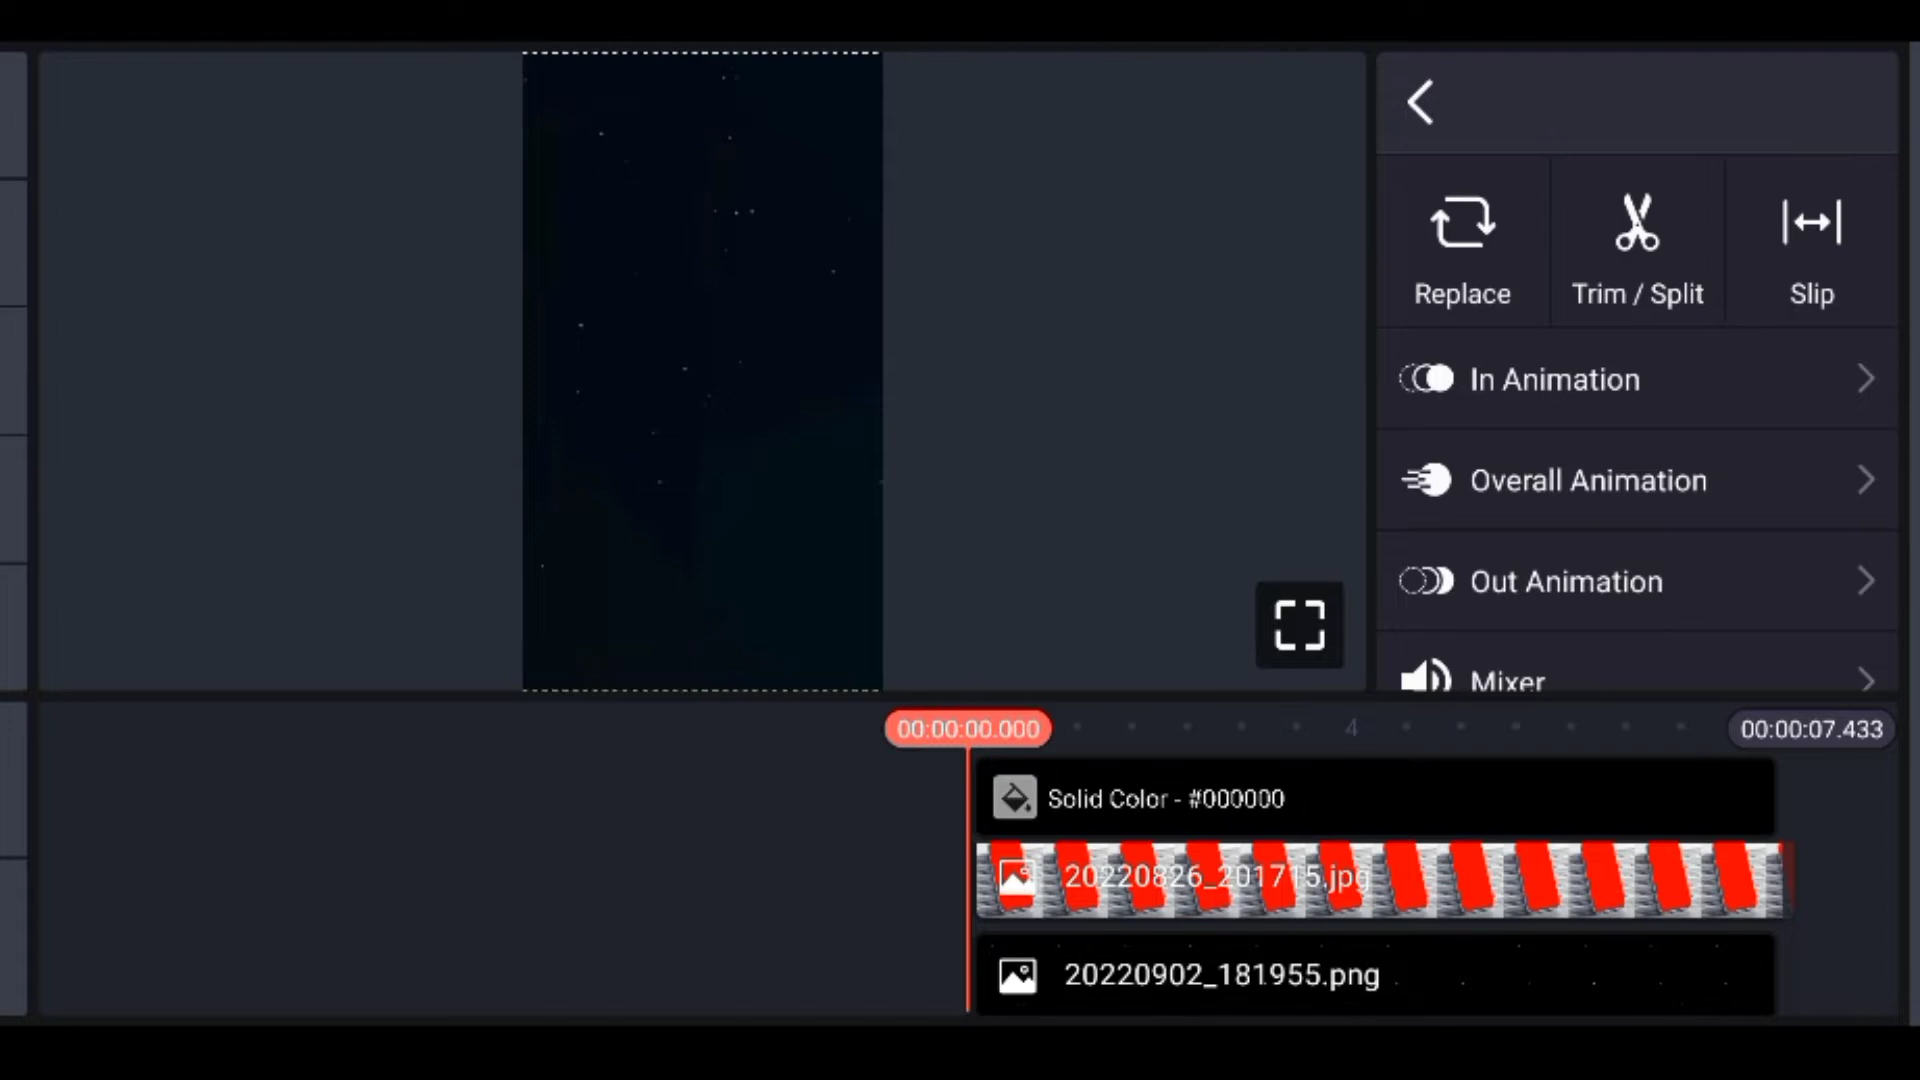 Replace
Trim / Split
Slip
In Animation
Overall Animation
Out Animation
Mixer
00:00:00.000
4
00:00:07.433
Solid Color - #000000
20220826_201715.jpg
20220902_181955.png